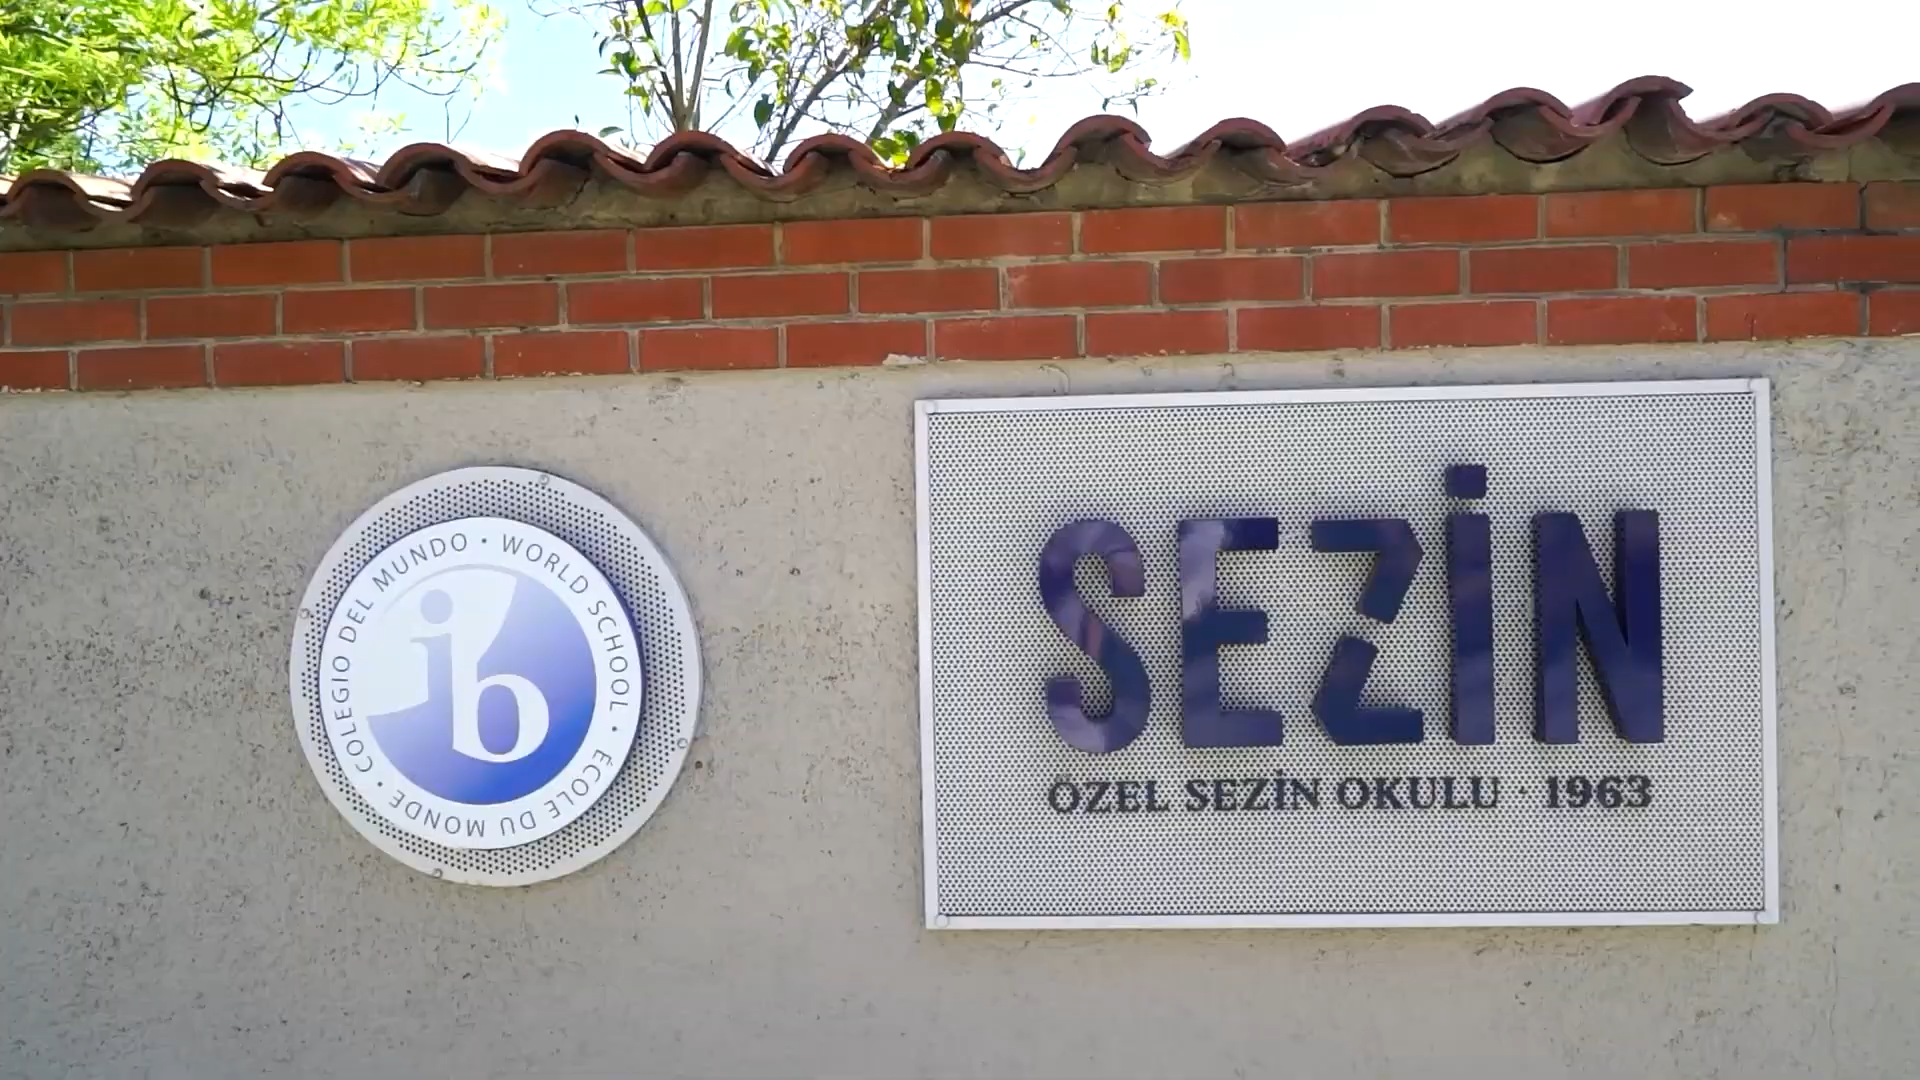 COLEGIO DEL MUNDO · WORLD SCHOOL · ÉCOLE DU MONDE ·
ib
SEZİN
ÖZEL SEZİN OKULU · 1963